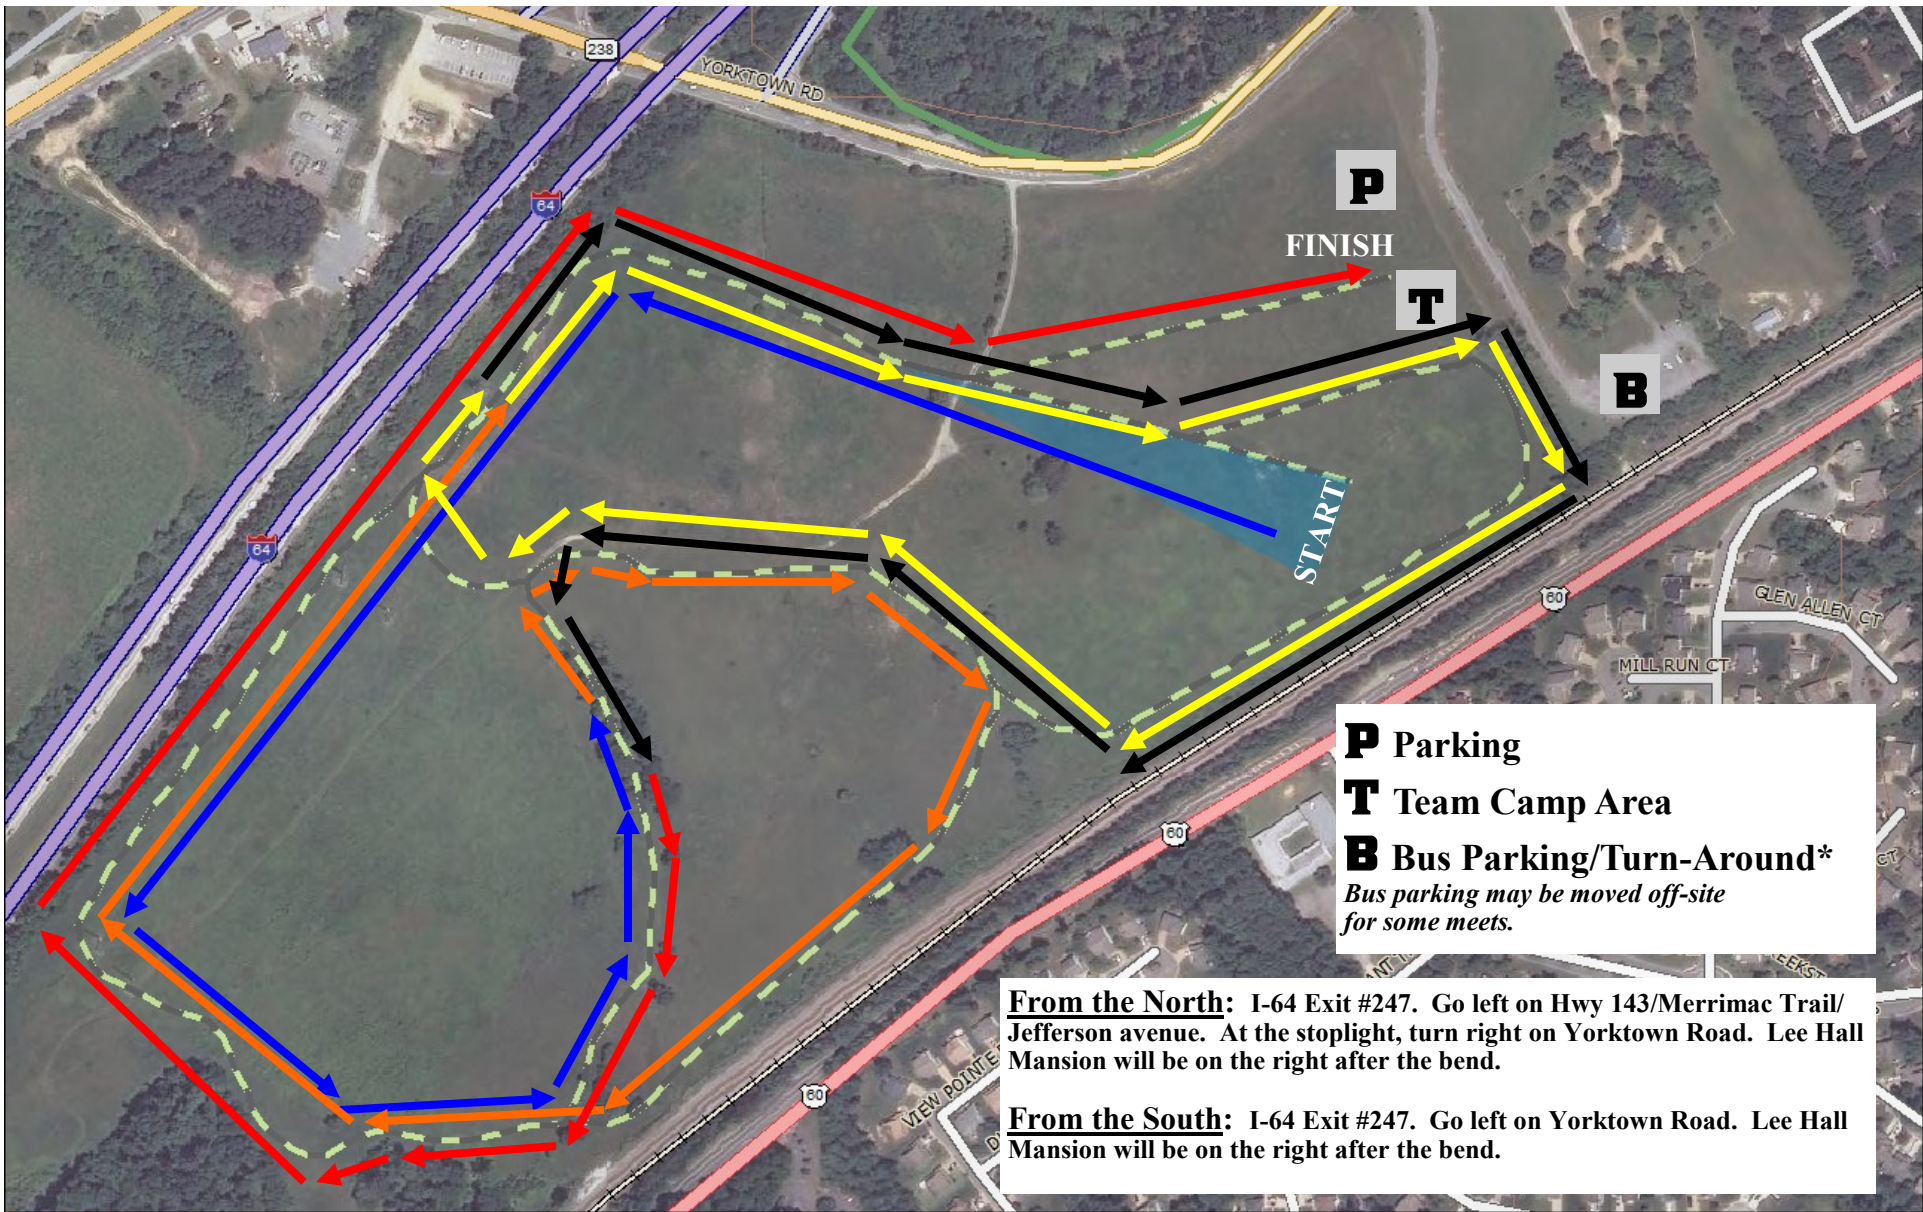 238
YORKTOWN RD
64
P
FINISH
T
B
START
64
60
GLEN ALLEN CT
MILL RUN CT
P Parking
T Team Camp Area
B Bus Parking/Turn-Around*
Bus parking may be moved off-site
for some meets.
60
CT
60
VIEW POINTE
From the North: I-64 Exit #247. Go left on Hwy 143/Merrimac Trail/
Jefferson avenue. At the stoplight, turn right on Yorktown Road. Lee Hall
Mansion will be on the right after the bend.
From the South: I-64 Exit #247. Go left on Yorktown Road. Lee Hall
Mansion will be on the right after the bend.